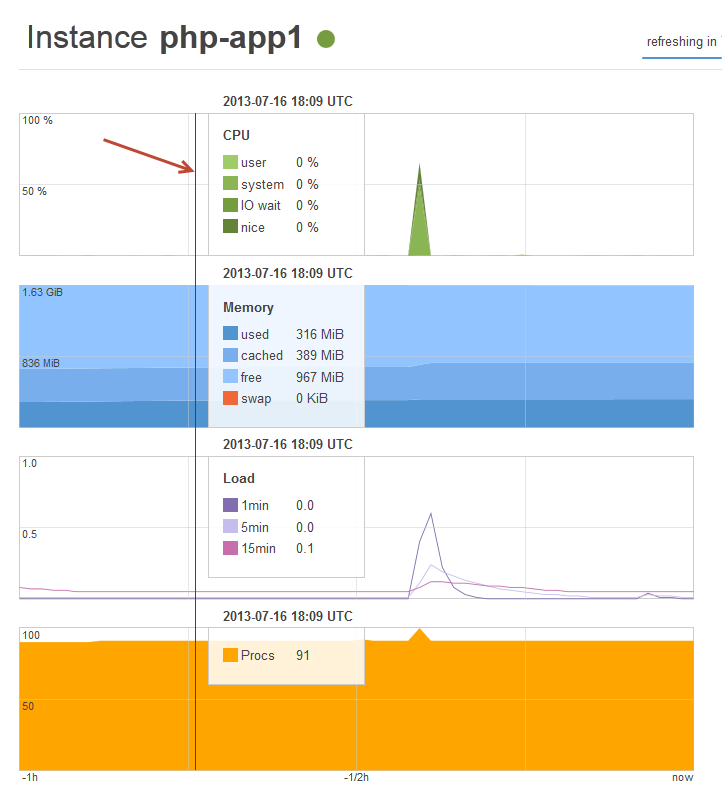 Instance php-app1
refreshing in
2013-07-16 18:09 UTC
100 %
CPU
user 0 %
system 0 %
50 %
IO wait 0 %
nice 0 %
2013-07-16 18:09 UTC
1.63 GiB
Memory
used 316 MiB
cached 389 MiB
836 MiB
free 967 MiB
swap 0 KiB
2013-07-16 18:09 UTC
1.0
Load
1min 0.0
5min 0.0
0.5
15min 0.1
2013-07-16 18:09 UTC
100
Procs 91
50
-1h -1/2h now